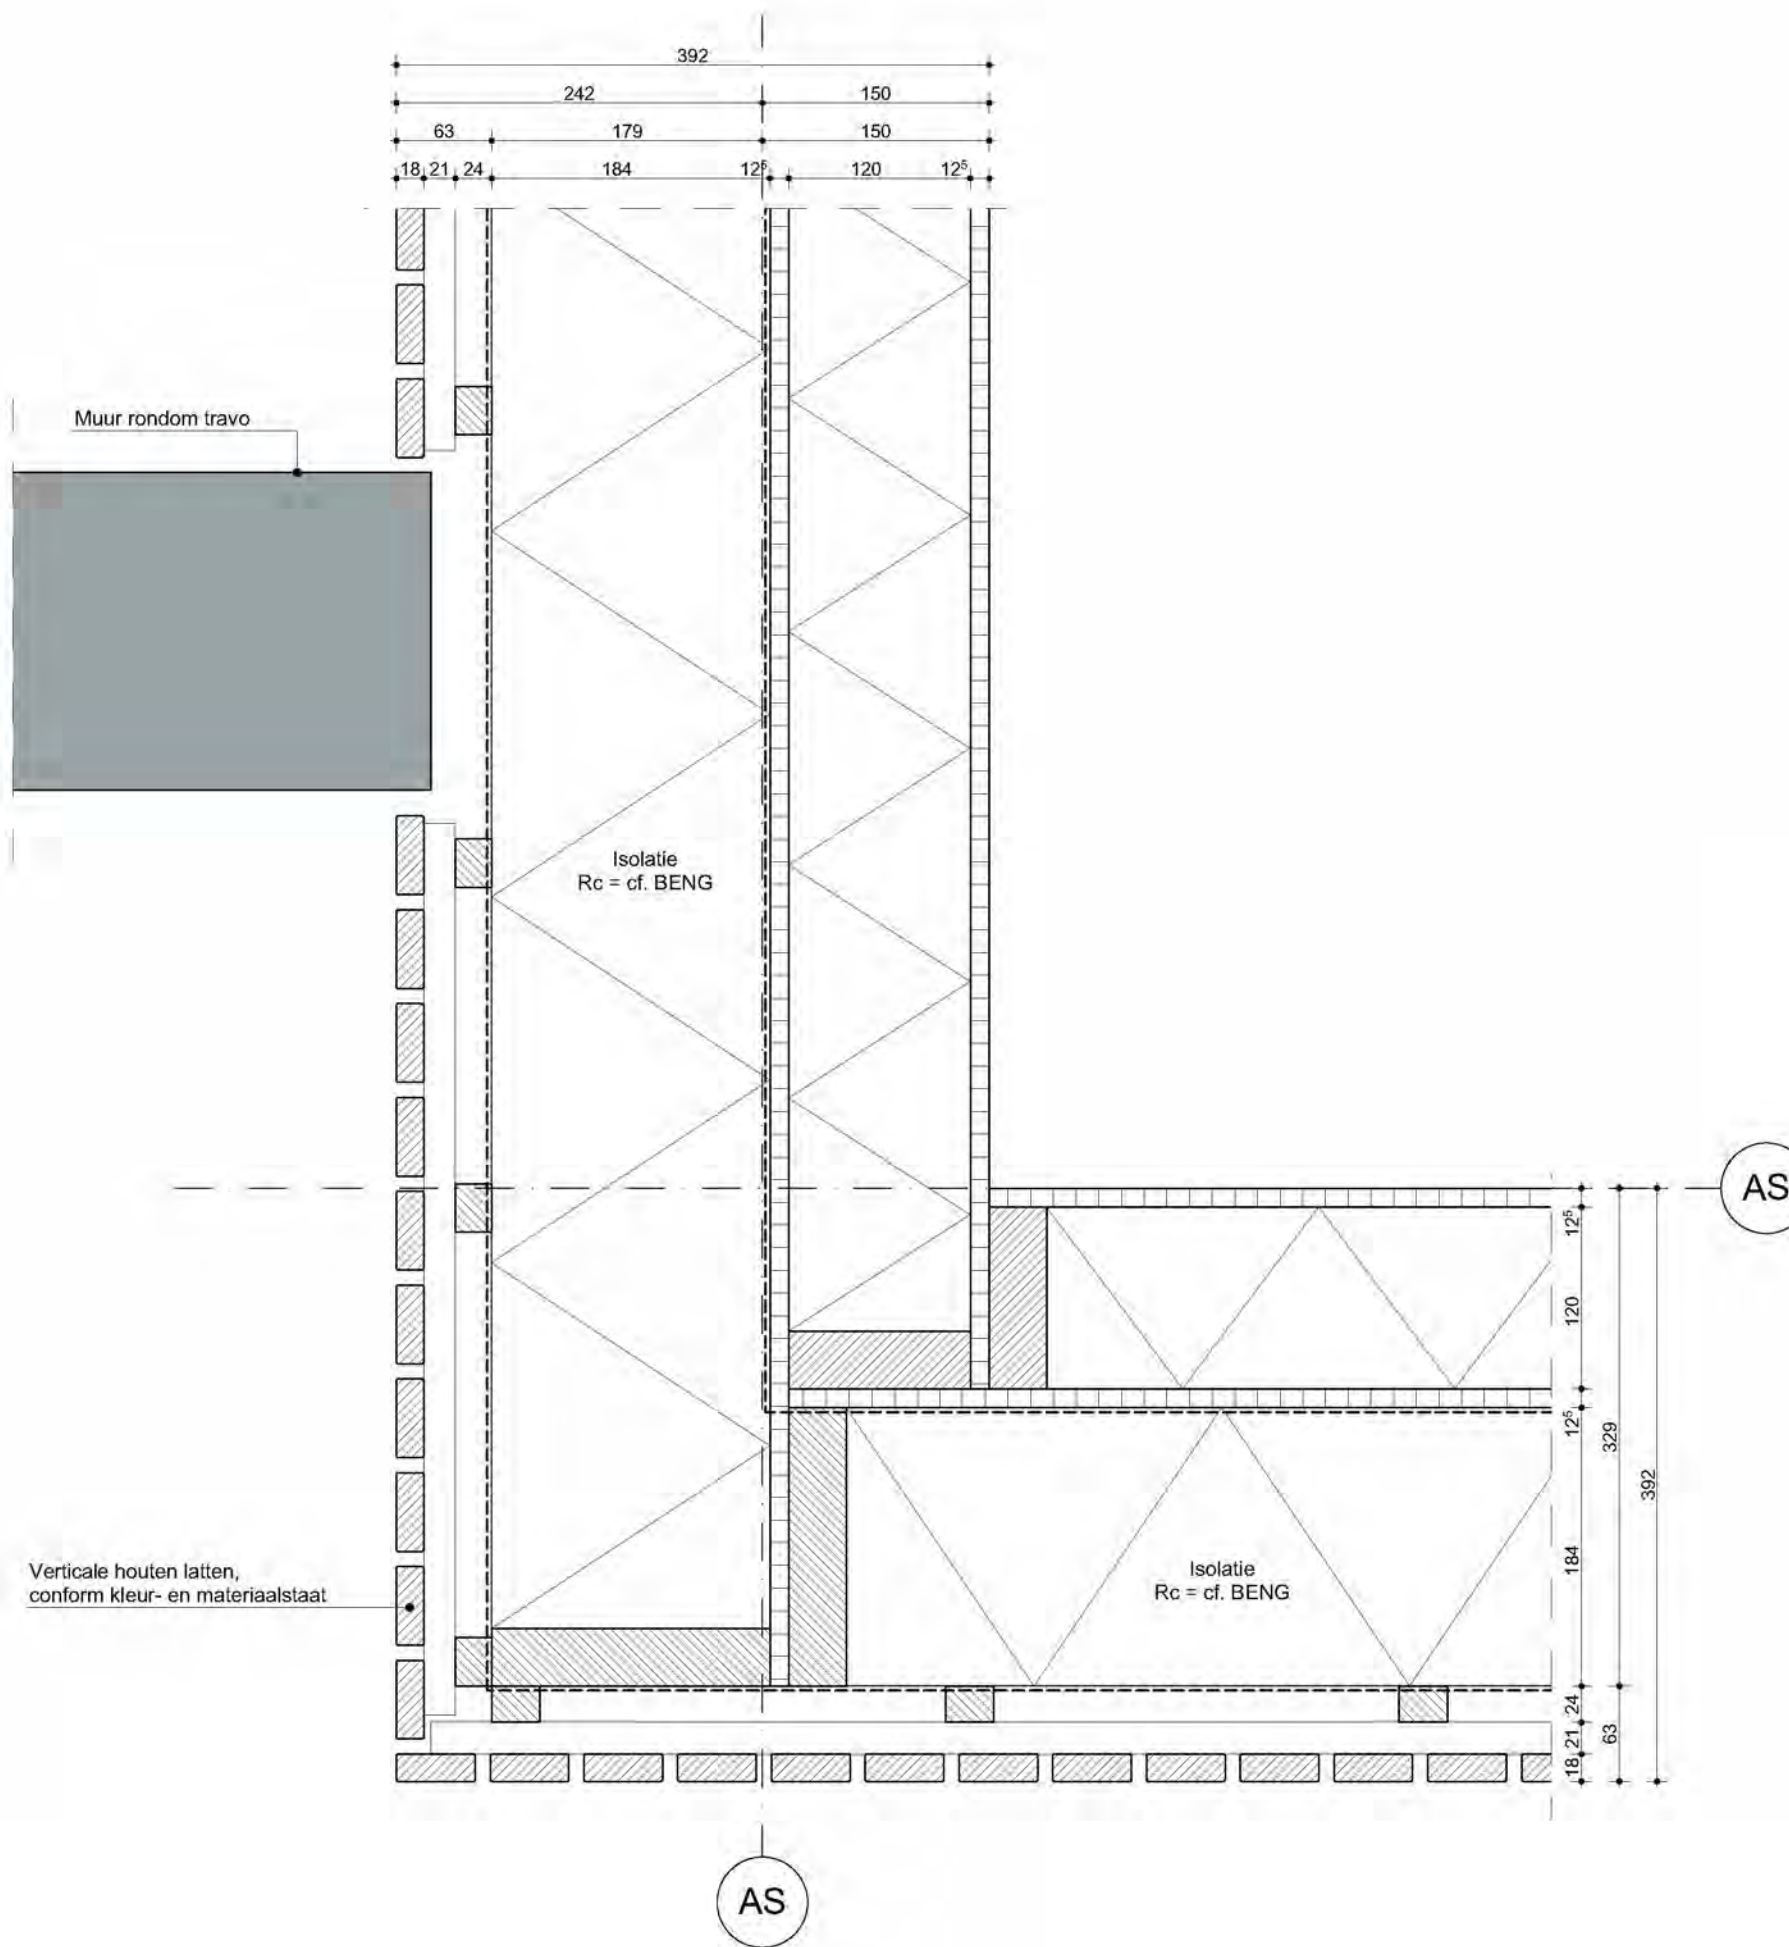 392
242 150
63 179 150
18 21 24 184 12⁵ 120 12⁵
Muur rondom travo
Isolatie
Rc = cf. BENG
AS
12⁵
120
12⁵
329
392
184
Isolatie
Rc = cf. BENG
Verticale houten latten,
conform kleur- en materiaalstaat
24
21
63
18
AS